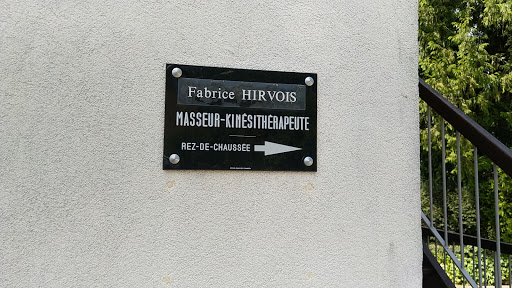 Fabrice HIRVOIS
MASSEUR-KINÉSITHÉRAPEUTE
REZ-DE-CHAUSSÉE